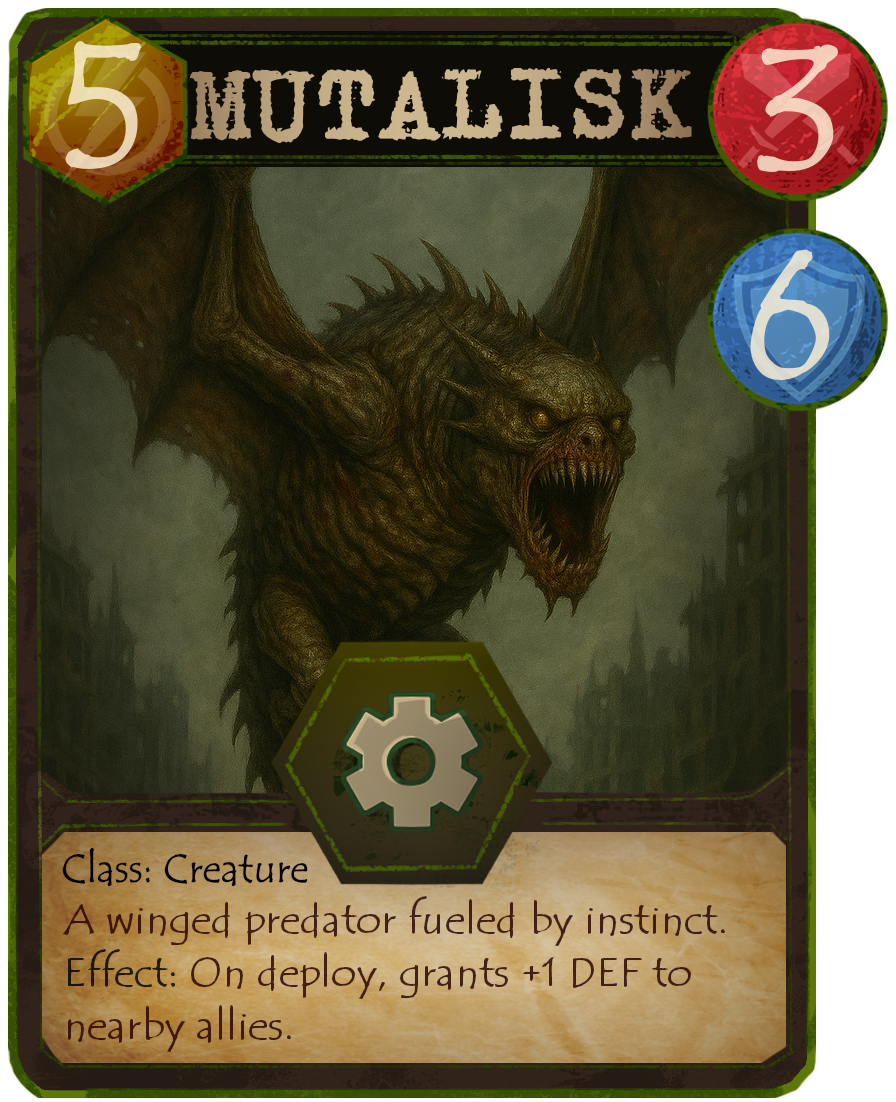 5
MUTALISK
3
6
Class: Creature
A winged predator fueled by instinct.
Effect: On deploy, grants +1 DEF to
nearby allies.